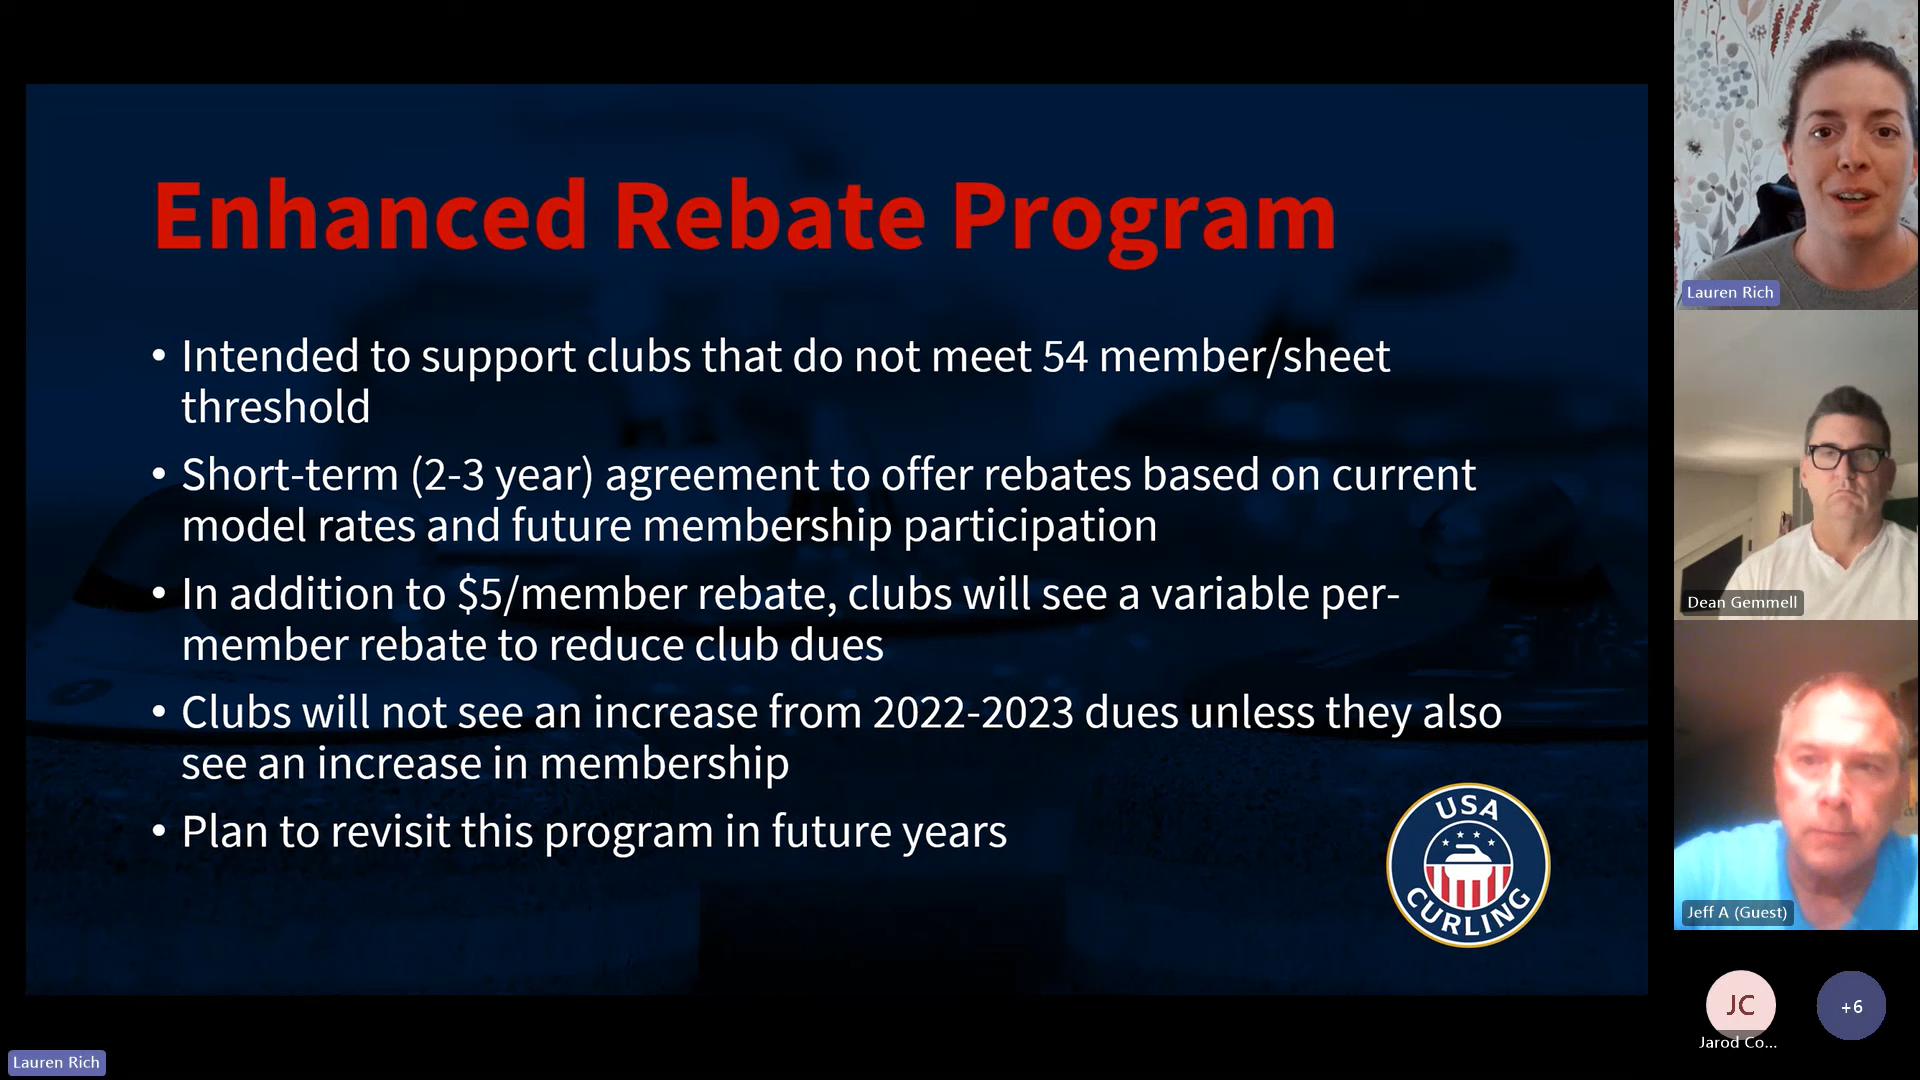 Enhanced Rebate Program
• Intended to support clubs that do not meet 54 member/sheet
threshold
• Short-term (2-3 year) agreement to offer rebates based on current
model rates and future membership participation
• In addition to $5/member rebate, clubs will see a variable per-
member rebate to reduce club dues
• Clubs will not see an increase from 2022-2023 dues unless they also
see an increase in membership
• Plan to revisit this program in future years
USA
CURLING
Lauren Rich
Dean Gemmell
Jeff A (Guest)
JC
Jarod Co...
+6
Lauren Rich